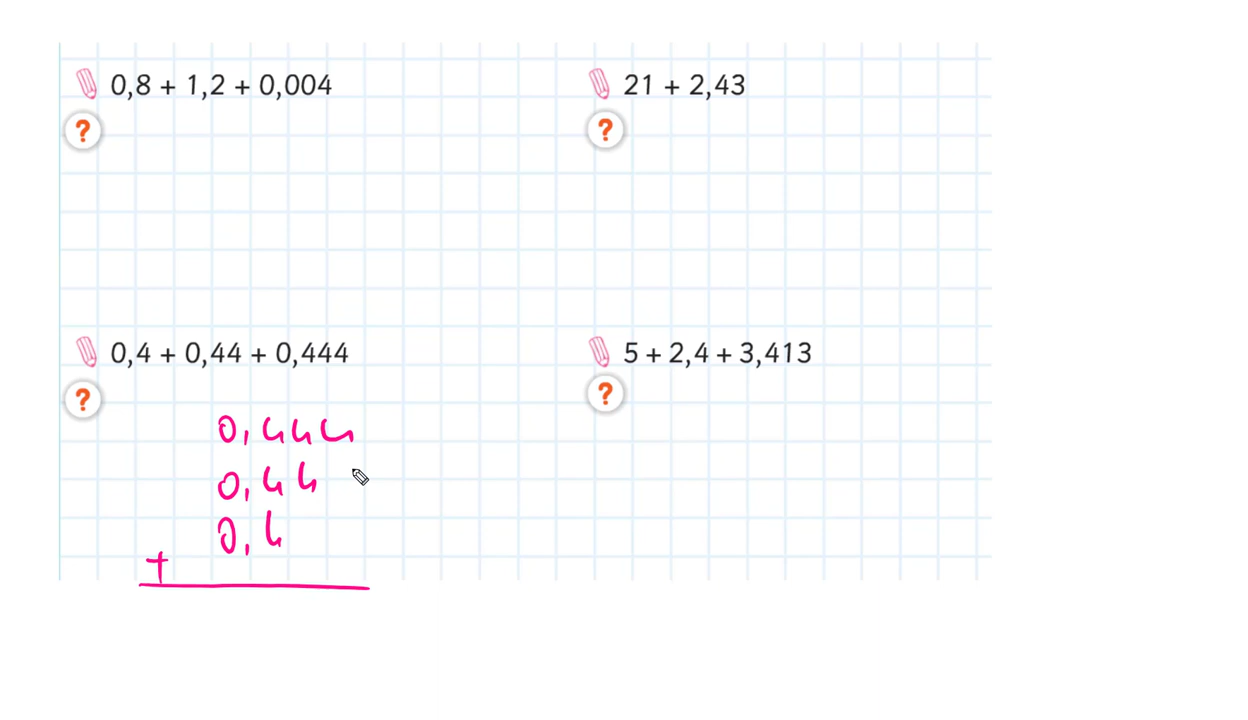 0,8 + 1,2 + 0,004
21 + 2,43
?
?
0,4 + 0,44 + 0,444
5 + 2,4 + 3,413
?
?
0,444
0,44
0,4
+